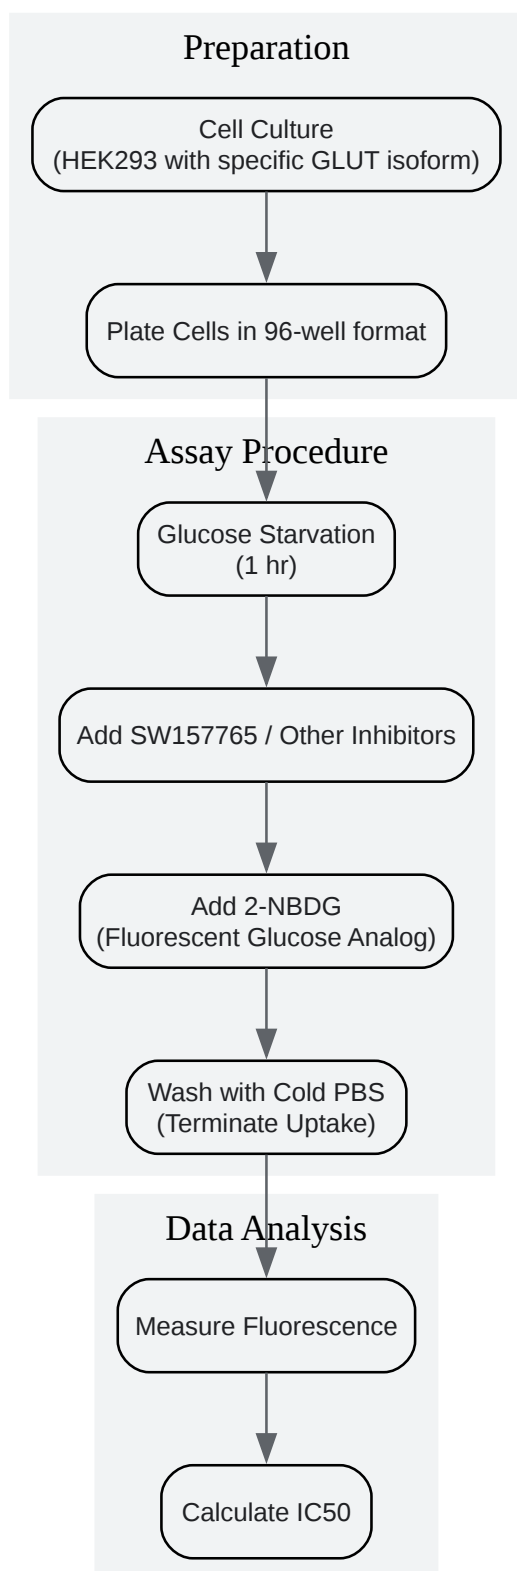 Preparation
Cell Culture
(HEK293 with specific GLUT isoform)
Plate Cells in 96-well format
Assay Procedure
Glucose Starvation
(1 hr)
Add SW157765 / Other Inhibitors
Add 2-NBDG
(Fluorescent Glucose Analog)
Wash with Cold PBS
(Terminate Uptake)
Data Analysis
Measure Fluorescence
Calculate IC50